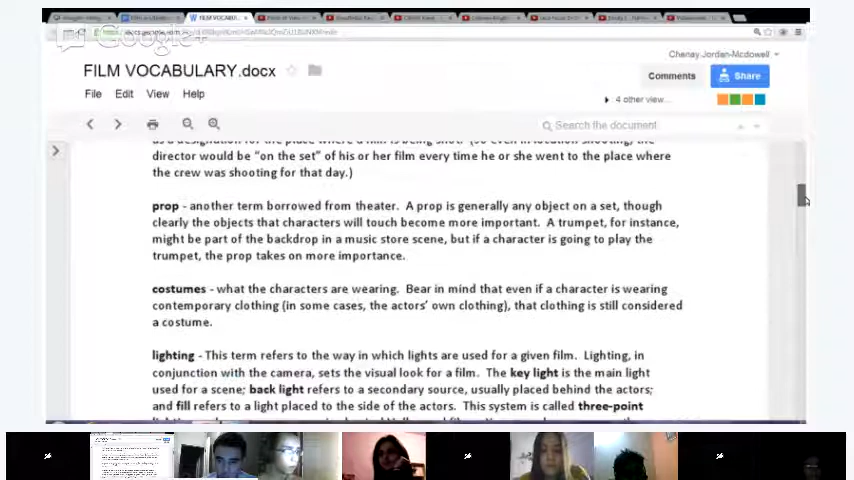 FILM VOCABUL
Google+
Chenay Jordan-Mcdowell
FILM VOCABULARY.docx
Comments
Share
File Edit View Help
4 other view...
Search the document
director would be "on the set" of his or her film every time he or she went to the place where
the crew was shooting for that day.)
prop - another term borrowed from theater. A prop is generally any object on a set, though
clearly the objects that characters will touch become more important. A trumpet, for instance,
might be part of the backdrop in a music store scene, but if a character is going to play the
trumpet, the prop takes on more importance.
costumes - what the characters are wearing. Bear in mind that even if a character is wearing
contemporary clothing (in some cases, the actors' own clothing), that clothing is still considered
a costume.
lighting - This term refers to the way in which lights are used for a given film. Lighting, in
conjunction with the camera, sets the visual look for a film. The key light is the main light
used for a scene; back light refers to a secondary source, usually placed behind the actors;
and fill refers to a light placed to the side of the actors. This system is called three-point